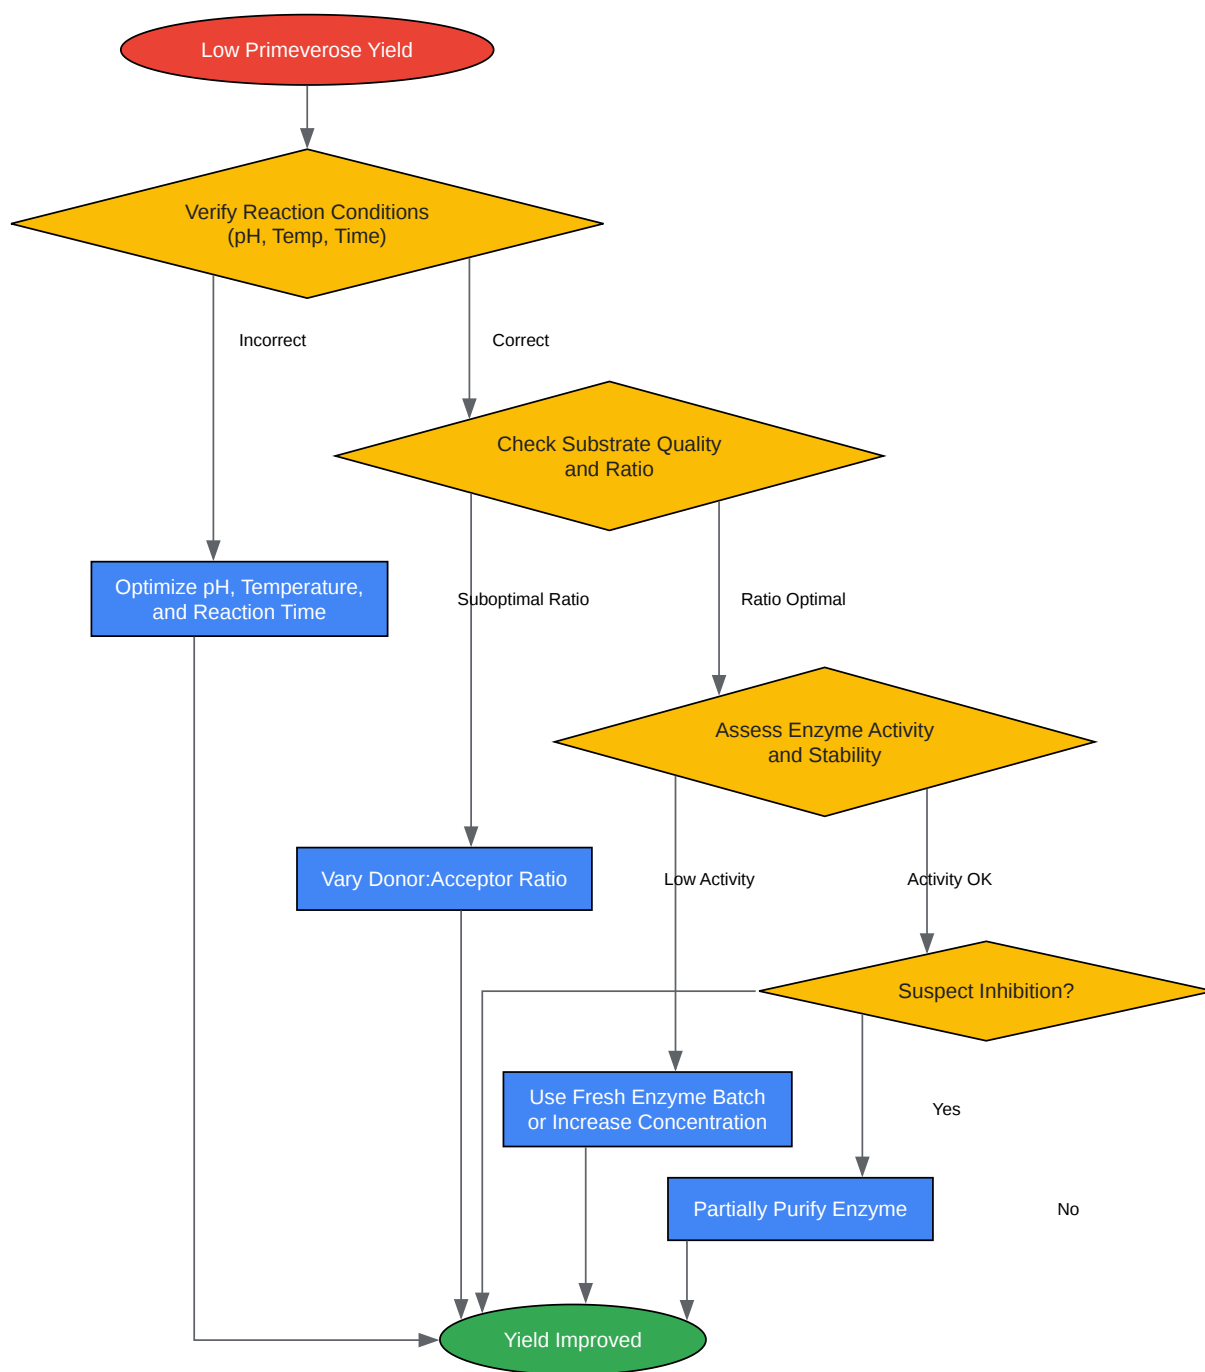 Low Primeverose Yield
Verify Reaction Conditions
(pH, Temp, Time)
Incorrect
Correct
Check Substrate Quality
and Ratio
Optimize pH, Temperature,
and Reaction Time
Suboptimal Ratio
Ratio Optimal
Assess Enzyme Activity
and Stability
Vary Donor:Acceptor Ratio
Low Activity
Activity OK
Suspect Inhibition?
Use Fresh Enzyme Batch
or Increase Concentration
Yes
Partially Purify Enzyme
No
Yield Improved